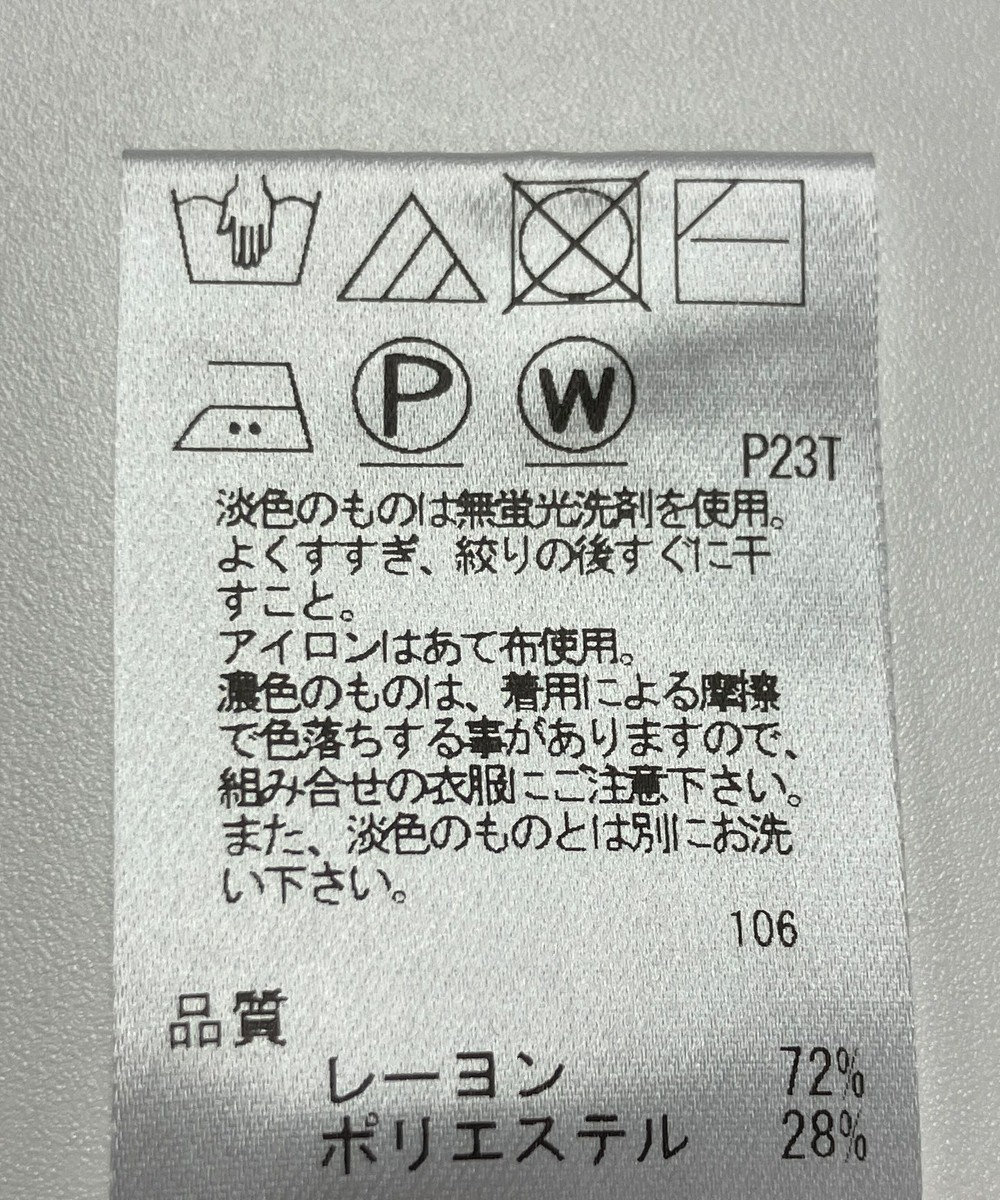 P W
P23T
淡色のものは無蛍光洗剤を使用。
よくすすぎ、絞りの後すぐに干
すこと。
アイロンはあて布使用。
濃色のものは、着用による摩擦
で色落ちする事がありますので、
組み合せの衣服にご注意下さい。
また、淡色のものとは別にお洗
い下さい。
106
品質
レーヨン 72%
ポリエステル 28%